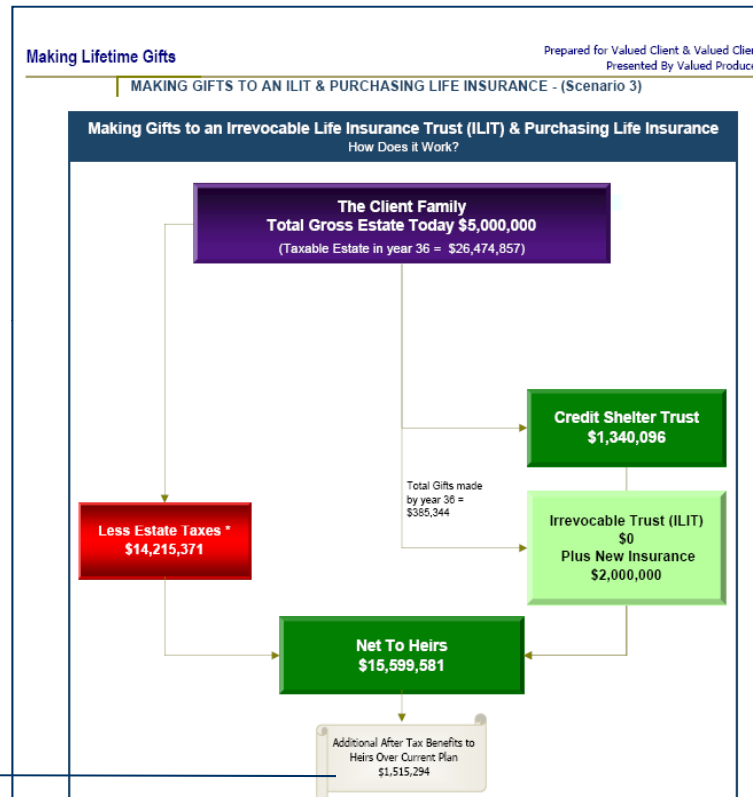 Making Lifetime Gifts
Prepared for Valued Client & Valued Clien
Presented By Valued Produce
MAKING GIFTS TO AN ILIT & PURCHASING LIFE INSURANCE - (Scenario 3)
Making Gifts to an Irrevocable Life Insurance Trust (ILIT) & Purchasing Life Insurance
How Does it Work?
The Client Family
Total Gross Estate Today $5,000,000
(Taxable Estate in year 36 = $26,474,857)
Credit Shelter Trust
$1,340,096
Total Gifts made
by year 36 =
$385,344
Irrevocable Trust (ILIT)
$0
Plus New Insurance
$2,000,000
Less Estate Taxes *
$14,215,371
Net To Heirs
$15,599,581
Additional After Tax Benefits to
Heirs Over Current Plan
$1,515,294